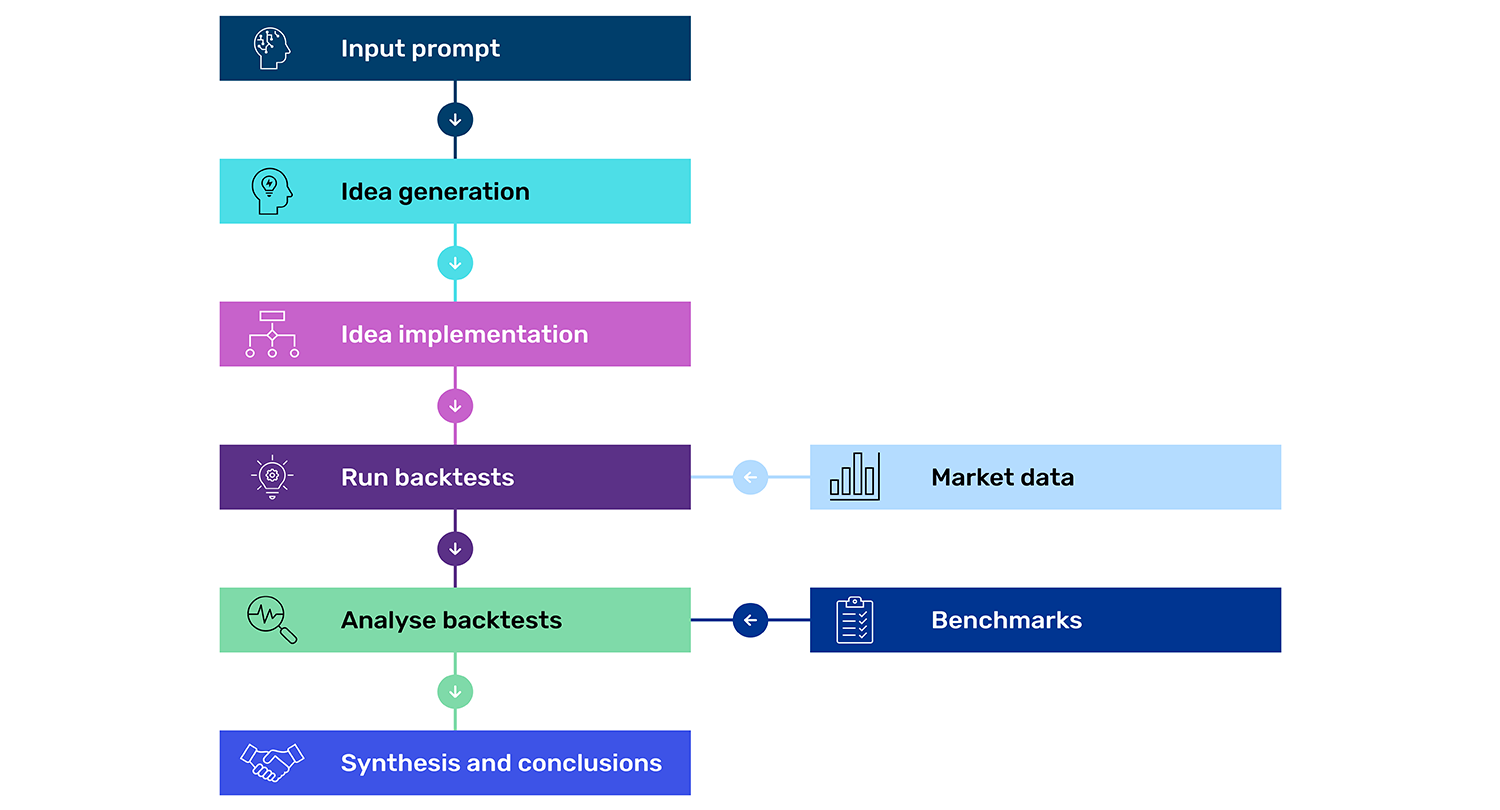 Input prompt
Idea generation
Idea implementation
Run backtests
Market data
Analyse backtests
Benchmarks
Synthesis and conclusions